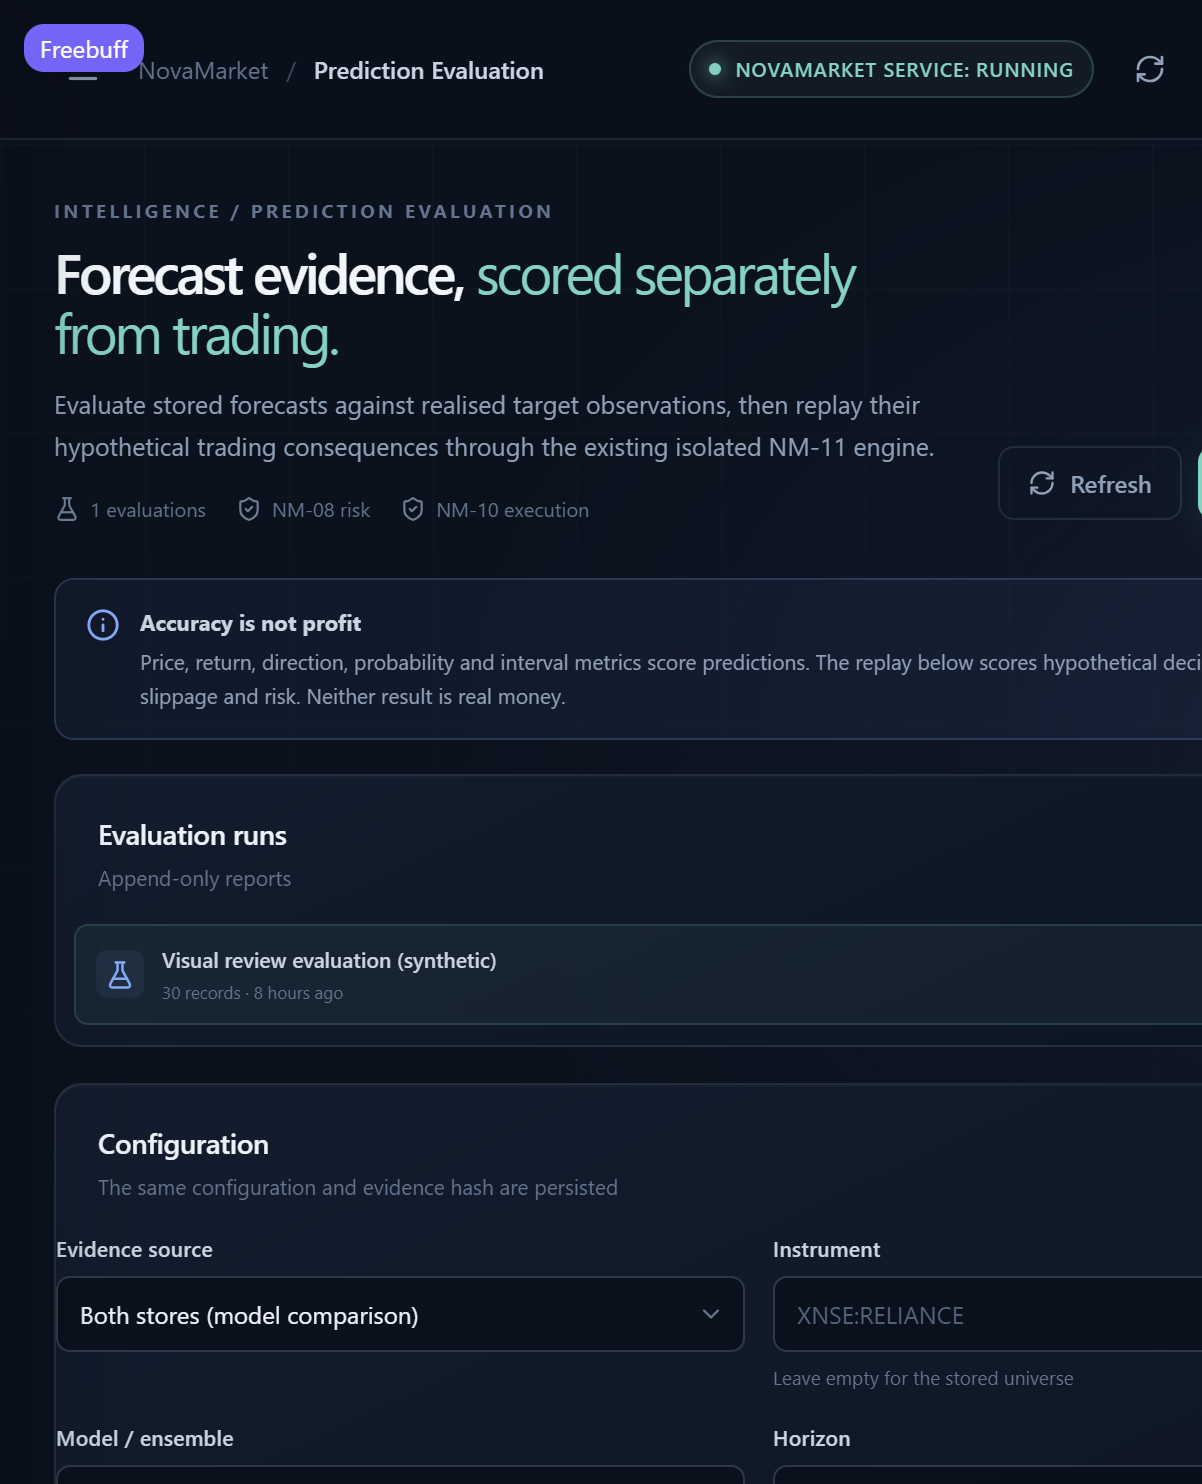 Freebuff
NovaMarket / Prediction Evaluation
NOVAMARKET SERVICE: RUNNING
INTELLIGENCE / PREDICTION EVALUATION
Forecast evidence, scored separately
from trading.
Evaluate stored forecasts against realised target observations, then replay their
hypothetical trading consequences through the existing isolated NM-11 engine.
1 evaluations
NM-08 risk
NM-10 execution
Refresh
Accuracy is not profit
Price, return, direction, probability and interval metrics score predictions. The replay below scores hypothetical deci
slippage and risk. Neither result is real money.
Evaluation runs
Append-only reports
Visual review evaluation (synthetic)
30 records · 8 hours ago
Configuration
The same configuration and evidence hash are persisted
Evidence source
Both stores (model comparison)
Instrument
XNSE:RELIANCE
Leave empty for the stored universe
Model / ensemble
Horizon